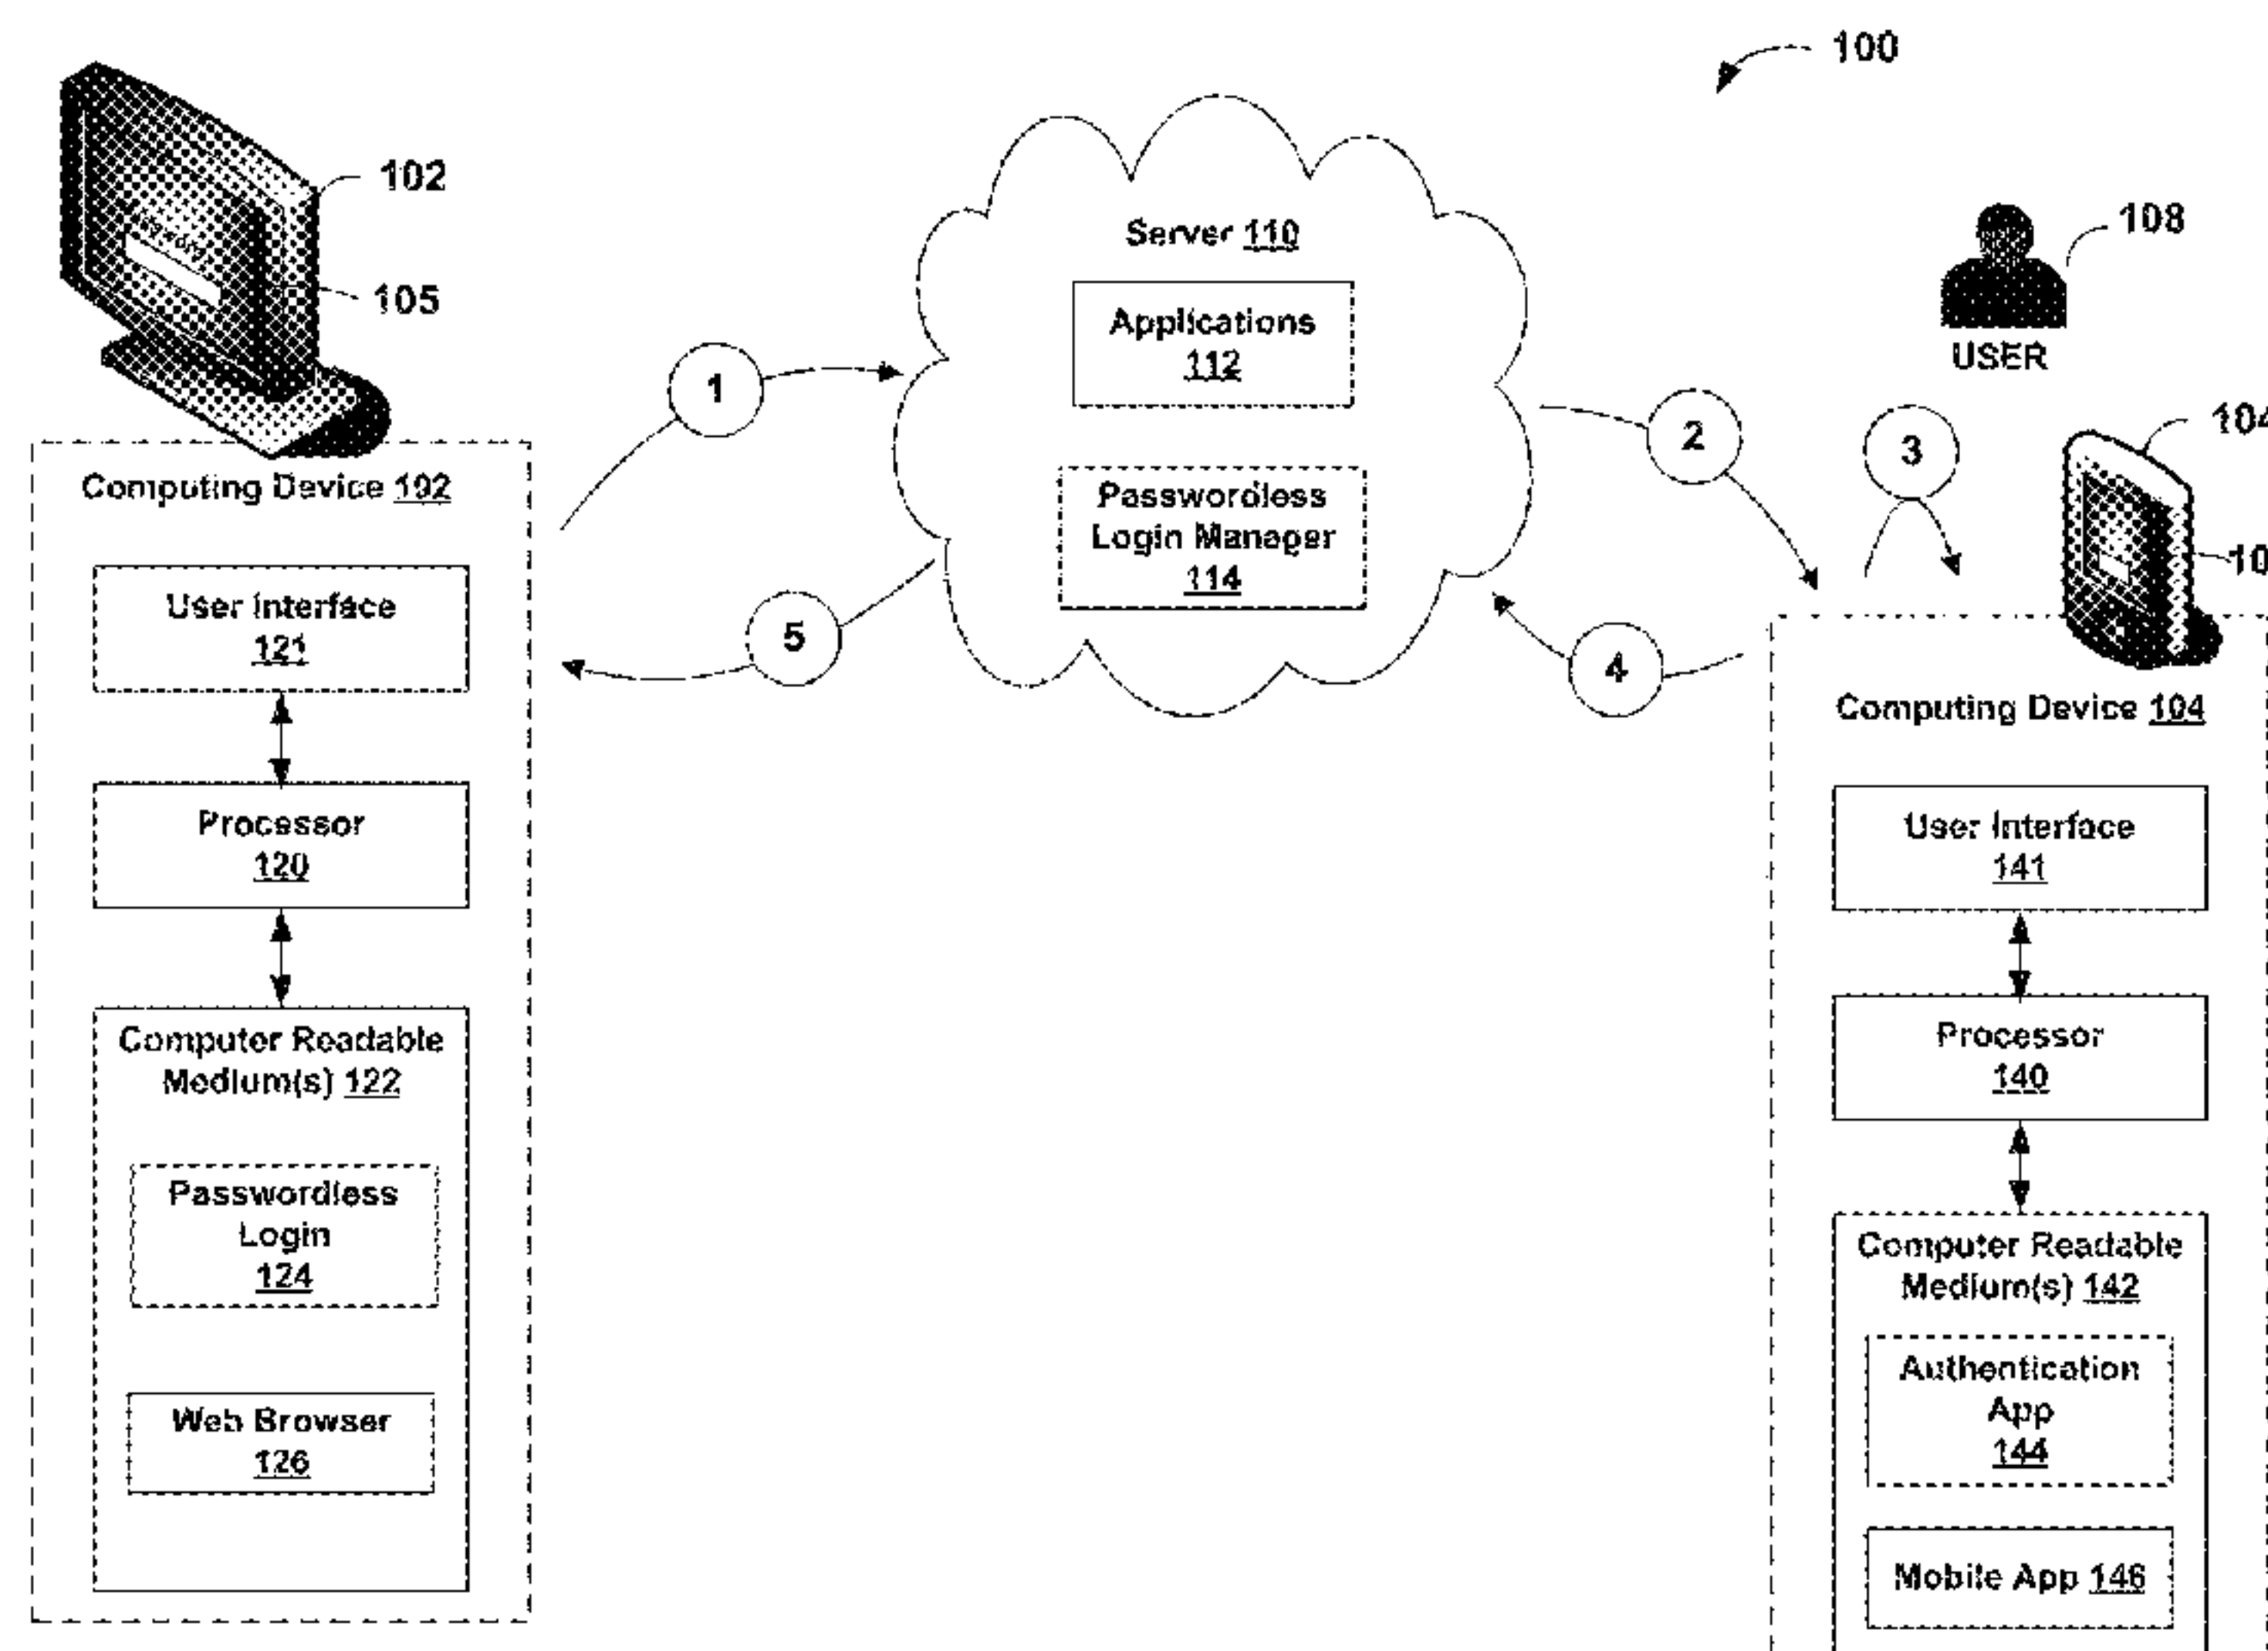 100
102
105
Server 110
Applications
112
Passwordless
Login Manager
114
108
USER
1
2
3
4
5
104
Computing Device 102
User Interface
121
Processor
120
Computer Readable
Medium(s) 122
Passwordless
Login
124
Web Browser
126
Computing Device 104
User Interface
141
Processor
140
Computer Readable
Medium(s) 142
Authentication
App
144
Mobile App 146